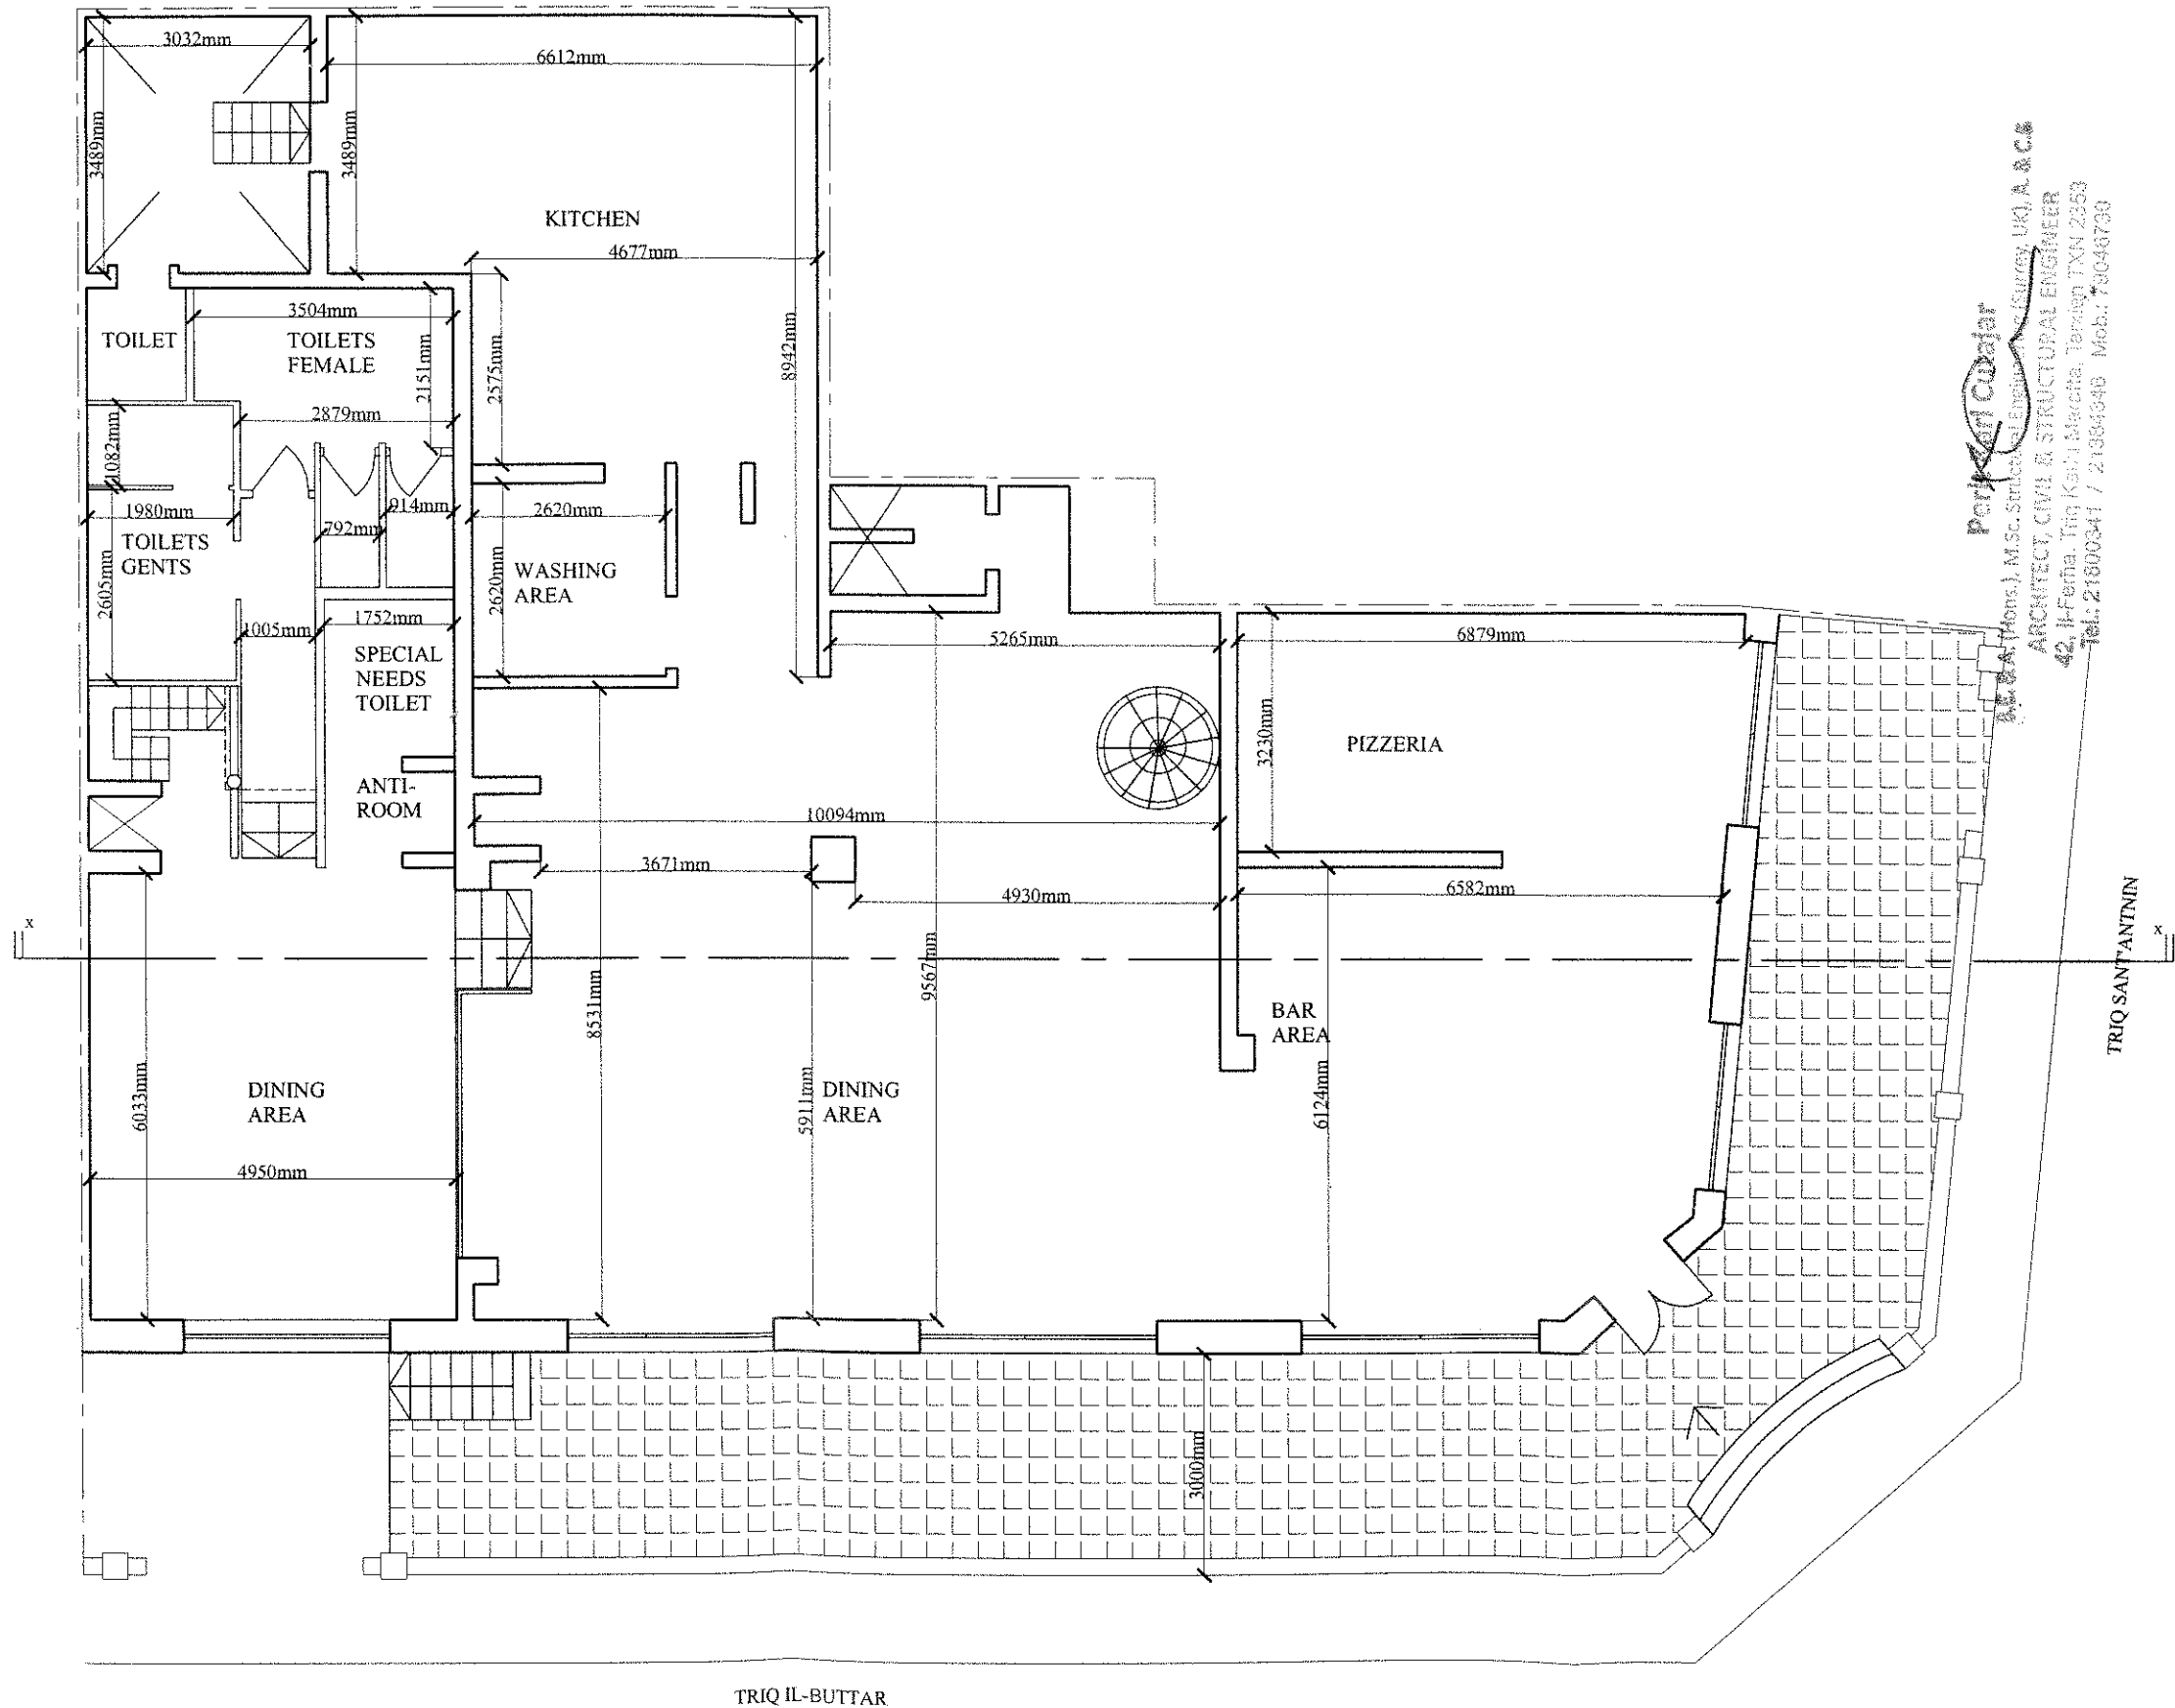 3032mm
6612mm
3489mm
3489mm
KITCHEN
4677mm
8942mm
3504mm
TOILET
TOILETS
FEMALE
2151mm
2575mm
2879mm
1082mm
1980mm
914mm
792mm
2620mm
TOILETS
GENTS
2605mm
WASHING
AREA
2620mm
1005mm
1752mm
5265mm
6879mm
SPECIAL
NEEDS
TOILET
3230mm
PIZZERIA
ANTI-
ROOM
10094mm
3671mm
4930mm
6582mm
x
x
8531mm
9567mm
BAR
AREA
6033mm
DINING
AREA
5911mm
DINING
AREA
6124mm
4950mm
3000mm
TRIQ SANT'ANTNIN
TRIQ IL-BUTTAR
ARCHITECT, CIVIL & STRUCTURAL ENGINEER